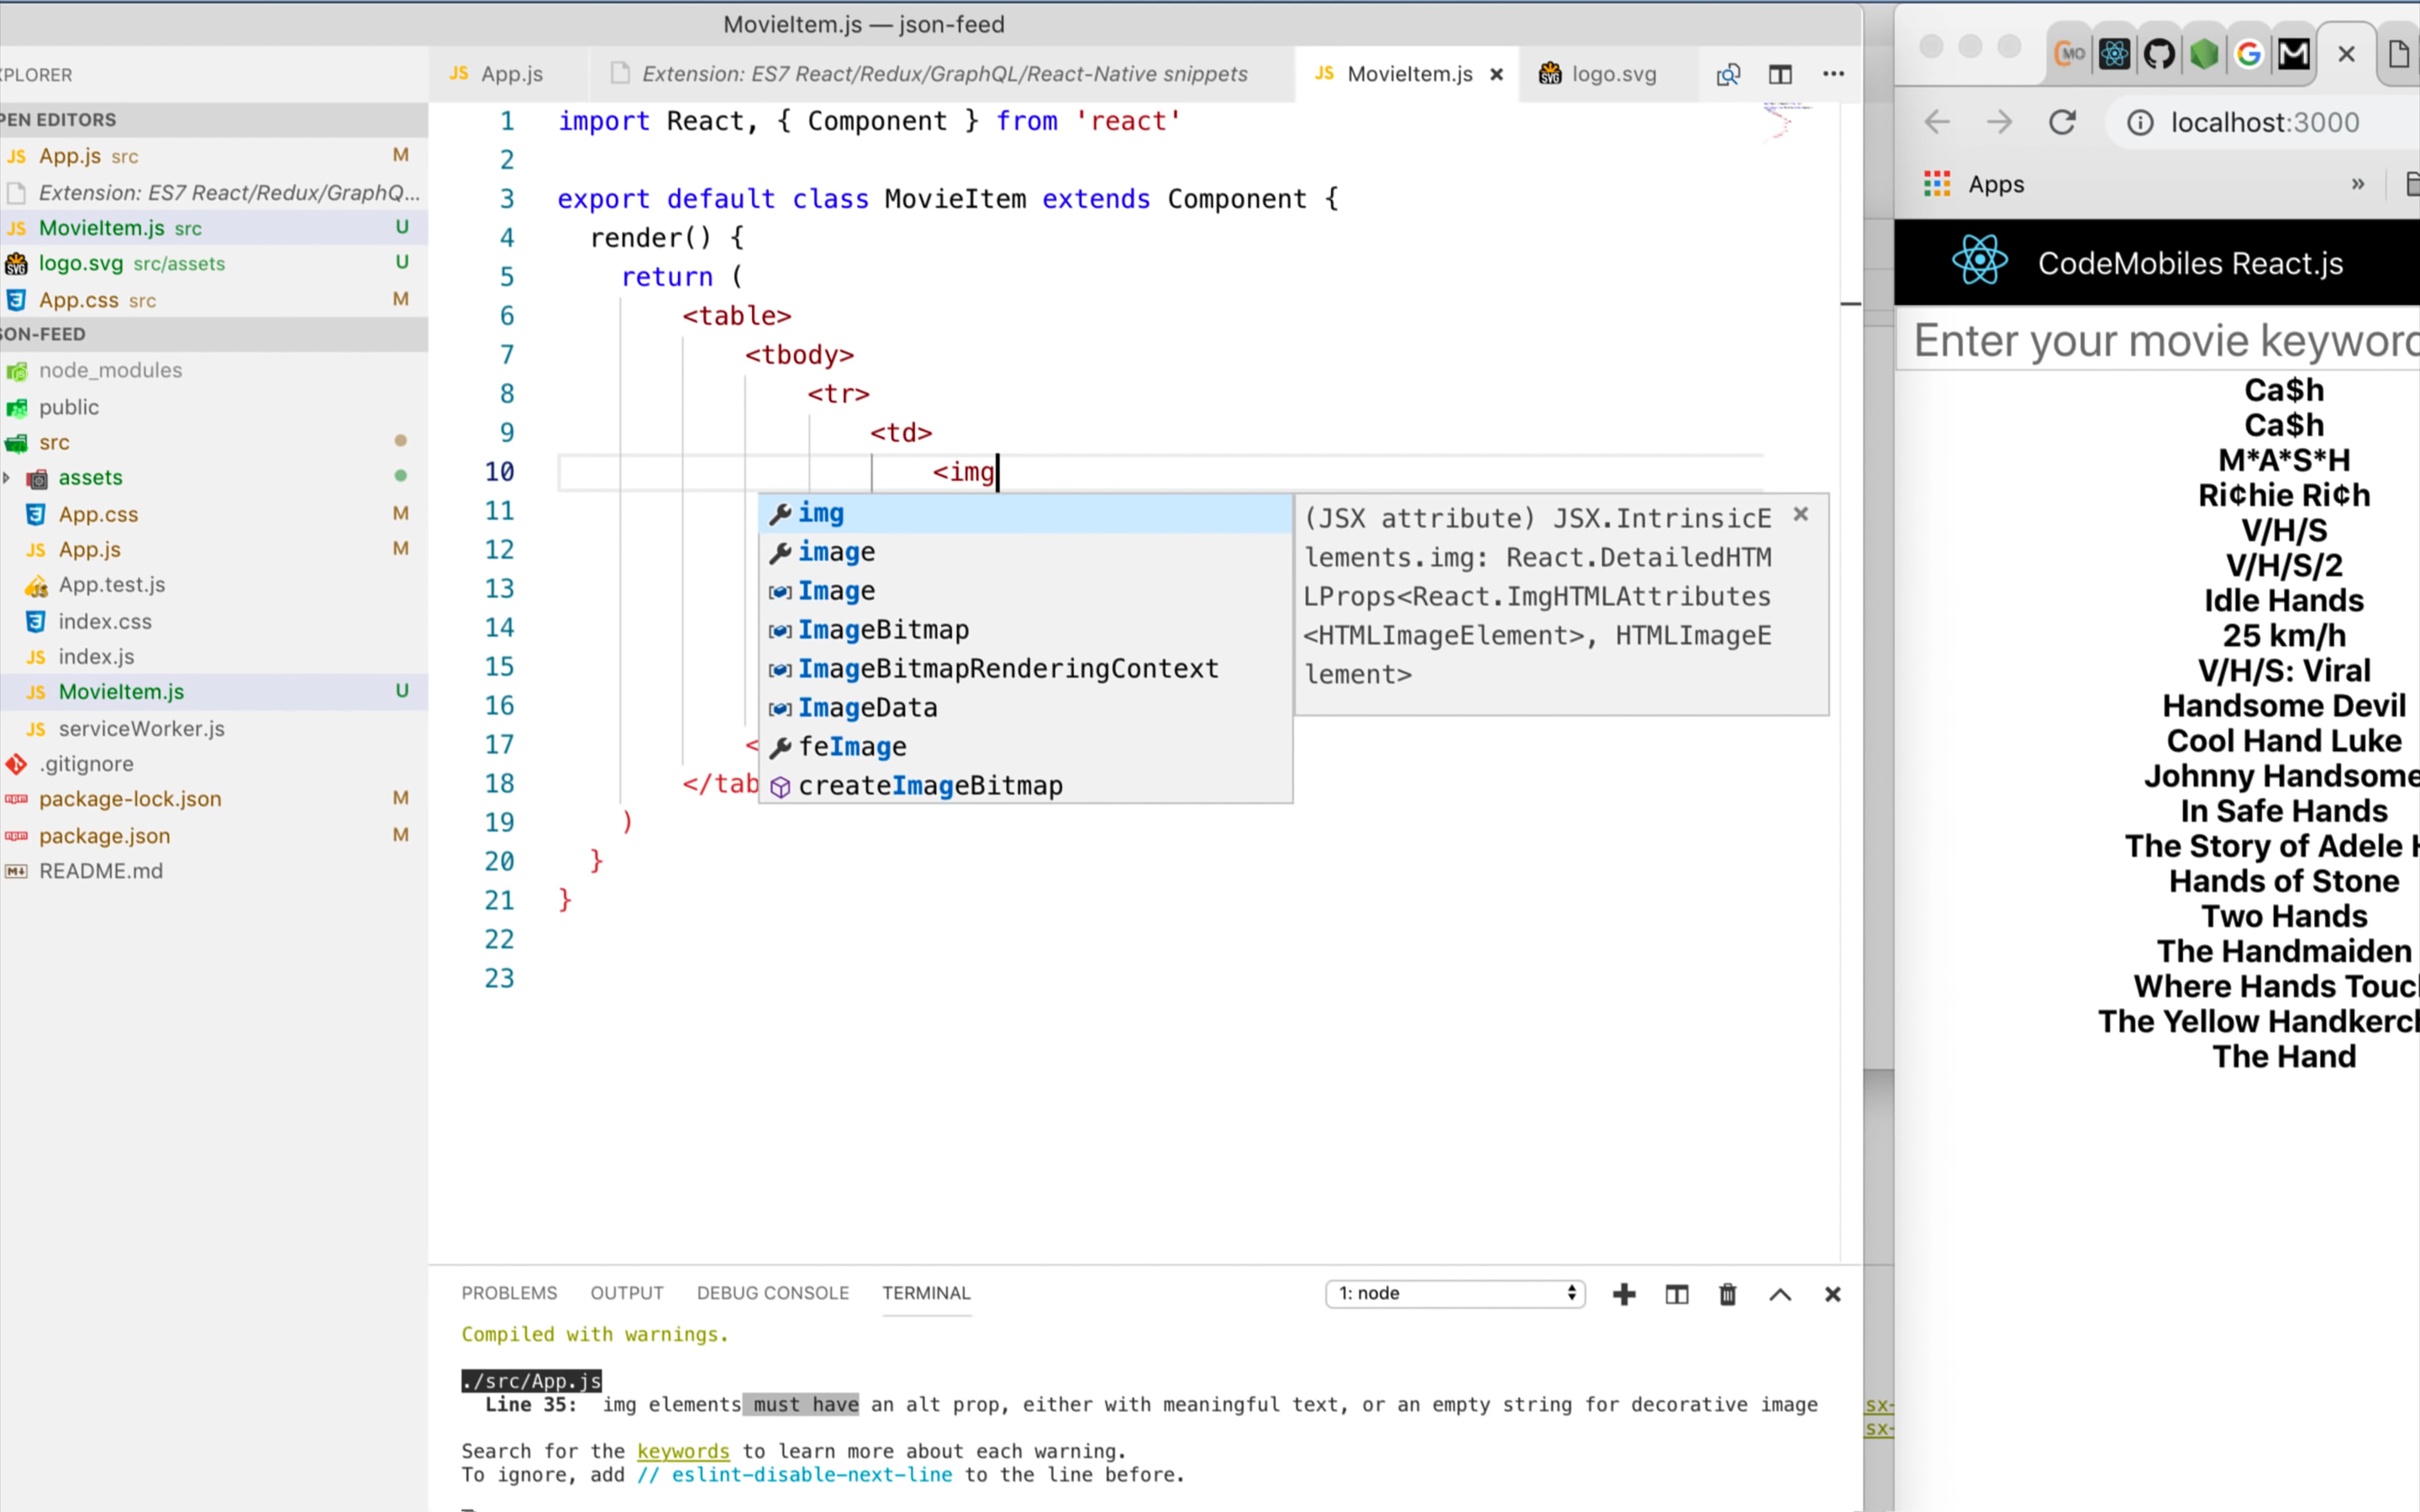 MovieItem.js — json-feed
XPLORER
PEN EDITORS
JS App.js src M
Extension: ES7 React/Redux/GraphQ...
JS MovieItem.js src U
logo.svg src/assets U
App.css src M
SON-FEED
node_modules
public
src
assets
App.css M
JS App.js M
App.test.js
index.css
JS index.js
JS MovieItem.js U
JS serviceWorker.js
.gitignore
package-lock.json M
package.json M
README.md
JS App.js
Extension: ES7 React/Redux/GraphQL/React-Native snippets
JS MovieItem.js
SVG logo.svg
1 import React, { Component } from 'react'
2
3 export default class MovieItem extends Component {
4 render() {
5 return (
6 <table>
7 <tbody>
8 <tr>
9 <td>
10 <img
11
12
13
14
15
16
17 <
18 </tab
19 )
20 }
21 }
22
23
img
image
Image
ImageBitmap
ImageBitmapRenderingContext
ImageData
feImage
createImageBitmap
(JSX attribute) JSX.IntrinsicE
lements.img: React.DetailedHTM
LProps<React.ImgHTMLAttributes
<HTMLImageElement>, HTMLImageE
lement>
PROBLEMS OUTPUT DEBUG CONSOLE TERMINAL
1: node
Compiled with warnings.
./src/App.js
Line 35: img elements must have an alt prop, either with meaningful text, or an empty string for decorative image
Search for the keywords to learn more about each warning.
To ignore, add // eslint-disable-next-line to the line before.
sx-
sx-
localhost:3000
Apps
CodeMobiles React.js
Enter your movie keyword
Ca$h
Ca$h
M*A*S*H
Ri¢hie Ri¢h
V/H/S
V/H/S/2
Idle Hands
25 km/h
V/H/S: Viral
Handsome Devil
Cool Hand Luke
Johnny Handsome
In Safe Hands
The Story of Adele H
Hands of Stone
Two Hands
The Handmaiden
Where Hands Touch
The Yellow Handkerch
The Hand